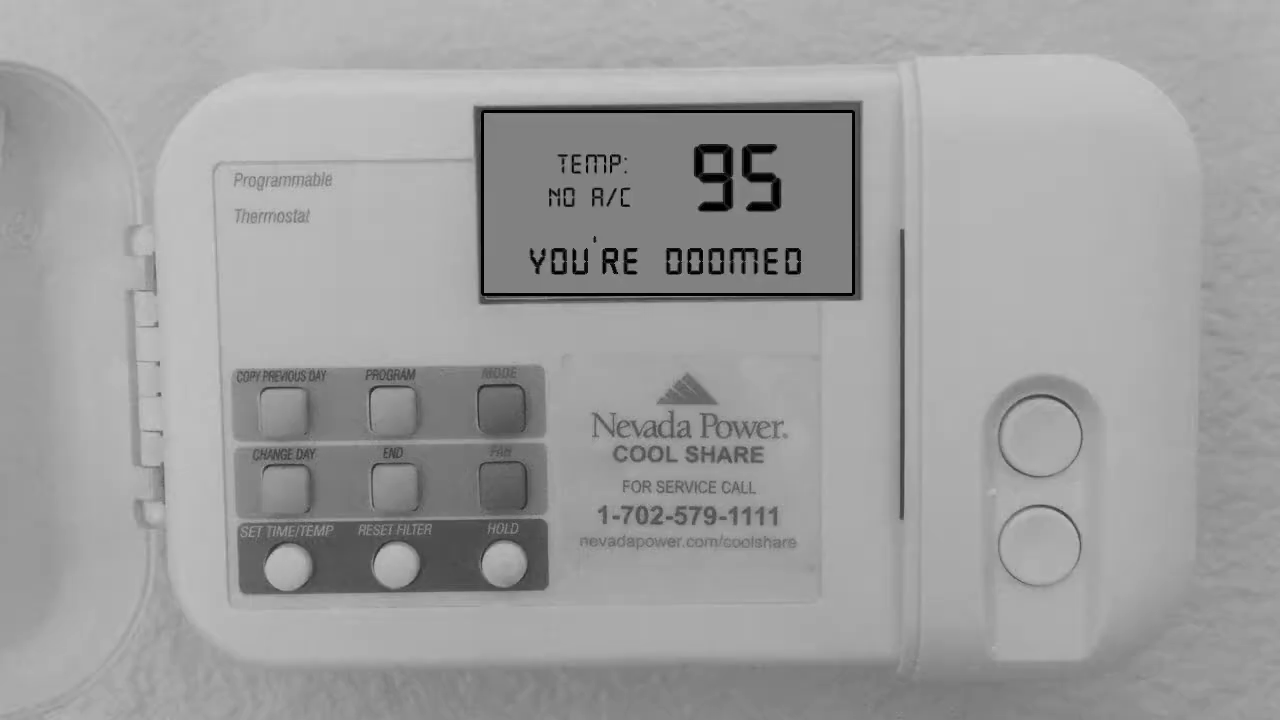 Programmable
Thermostat
TEMP: 95
NO A/C
YOU'RE DOOMED
COPY PREVIOUS DAY
PROGRAM
MODE
CHANGE DAY
END
FAN
SET TIME/TEMP
RESET FILTER
HOLD
Nevada Power.
COOL SHARE
FOR SERVICE CALL
1-702-579-1111
nevadapower.com/coolshare